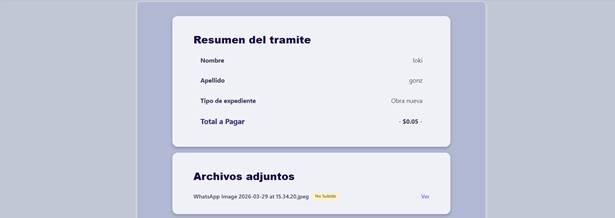 Resumen del tramite
Nombre loki
Apellido gonz
Tipo de expediente Obra nueva
Total a Pagar - $0.05 -
Archivos adjuntos
WhatsApp Image 2026-03-29 at 15.34.20.jpeg No Subido Ver